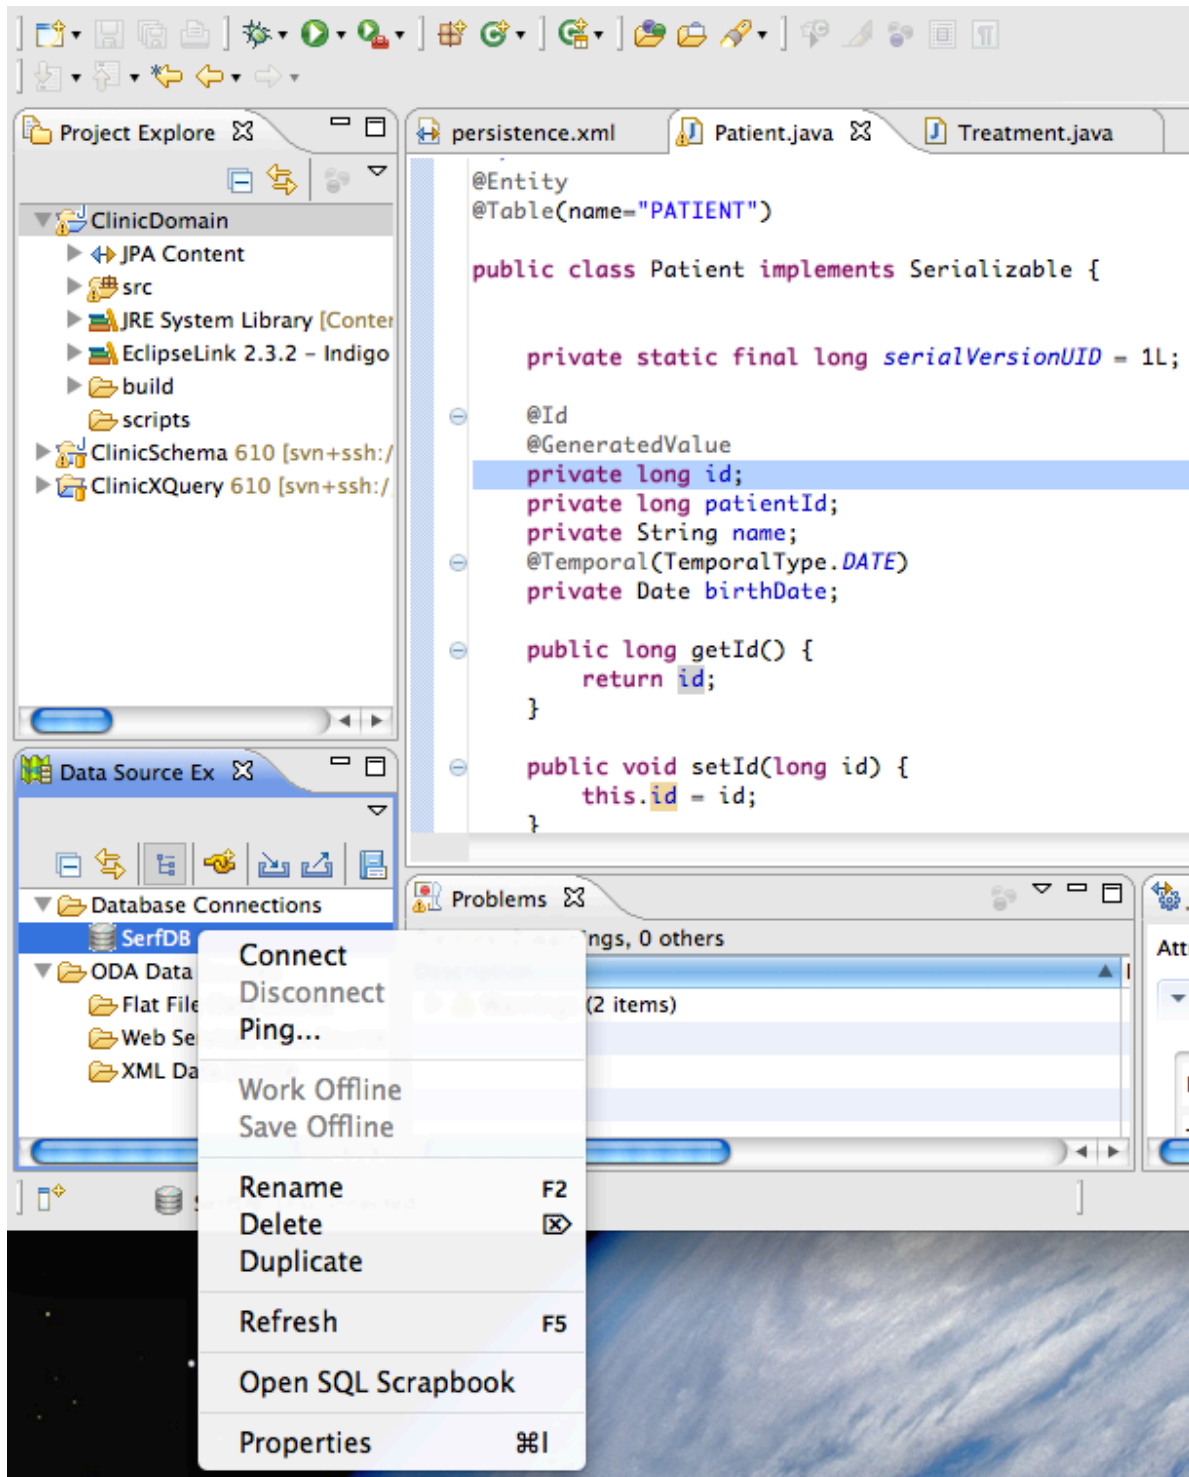 Project Explore
ClinicDomain
JPA Content
src
JRE System Library [Conter
EclipseLink 2.3.2 – Indigo
build
scripts
ClinicSchema 610 [svn+ssh:/
ClinicXQuery 610 [svn+ssh:/
persistence.xml
Patient.java
Treatment.java
@Entity
@Table(name="PATIENT")
public class Patient implements Serializable {
private static final long serialVersionUID = 1L;
@Id
@GeneratedValue
private long id;
private long patientId;
private String name;
@Temporal(TemporalType.DATE)
private Date birthDate;
public long getId() {
return id;
}
public void setId(long id) {
this.id = id;
}
Data Source Ex
Database Connections
SerfDB
ODA Data
Flat File
Web Se
XML Da
Connect
Disconnect
Ping...
Work Offline
Save Offline
Rename F2
Delete ⌦
Duplicate
Refresh F5
Open SQL Scrapbook
Properties ⌘I
Problems
ngs, 0 others
(2 items)
Att